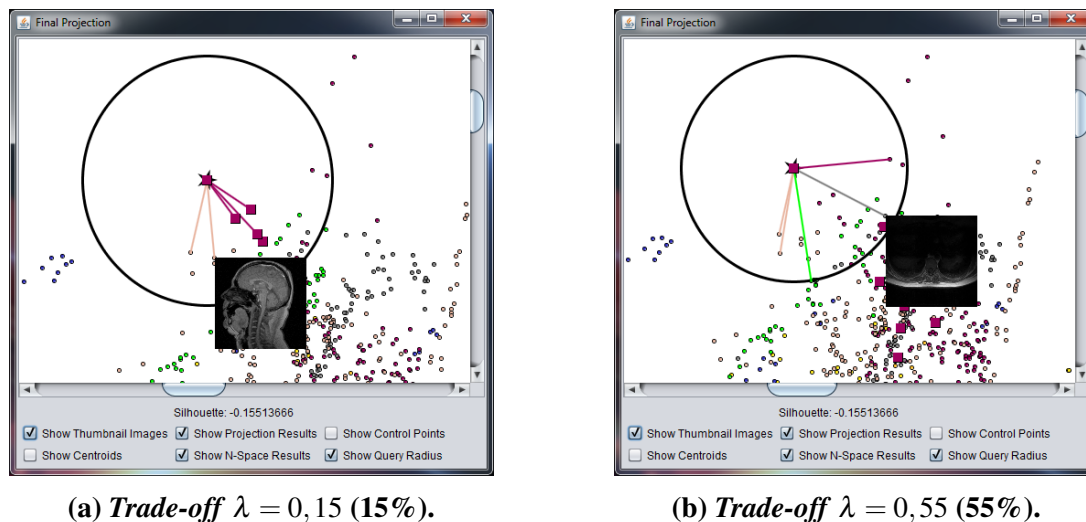 Final Projection
Silhouette: -0.15513666
Show Thumbnail Images Show Projection Results Show Control Points
Show Centroids Show N-Space Results Show Query Radius
(a) Trade-off λ = 0,15 (15%).
Final Projection
Silhouette: -0.15513666
Show Thumbnail Images Show Projection Results Show Control Points
Show Centroids Show N-Space Results Show Query Radius
(b) Trade-off λ = 0,55 (55%).